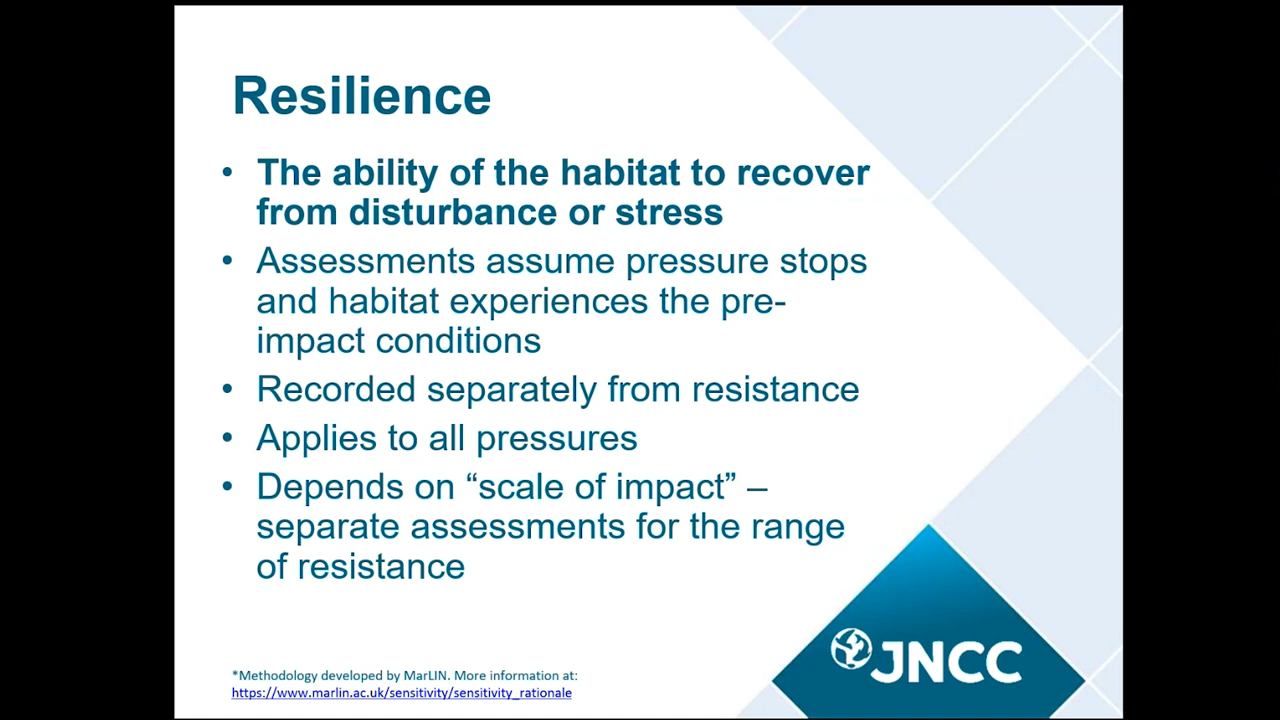 Resilience
• The ability of the habitat to recover
from disturbance or stress
• Assessments assume pressure stops
and habitat experiences the pre-
impact conditions
• Recorded separately from resistance
• Applies to all pressures
• Depends on “scale of impact” –
separate assessments for the range
of resistance
JNCC
*Methodology developed by MarLIN. More information at:
https://www.marlin.ac.uk/sensitivity/sensitivity_rationale